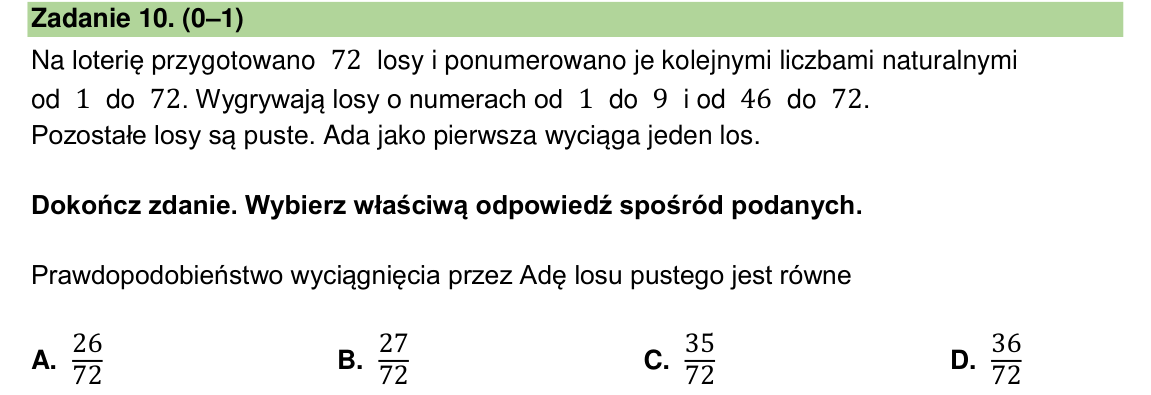 Zadanie 10. (0–1)
Na loterię przygotowano 72 losy i ponumerowano je kolejnymi liczbami naturalnymi
od 1 do 72. Wygrywają losy o numerach od 1 do 9 i od 46 do 72.
Pozostałe losy są puste. Ada jako pierwsza wyciąga jeden los.
Dokończ zdanie. Wybierz właściwą odpowiedź spośród podanych.
Prawdopodobieństwo wyciągnięcia przez Adę losu pustego jest równe
A. 26/72 B. 27/72 C. 35/72 D. 36/72